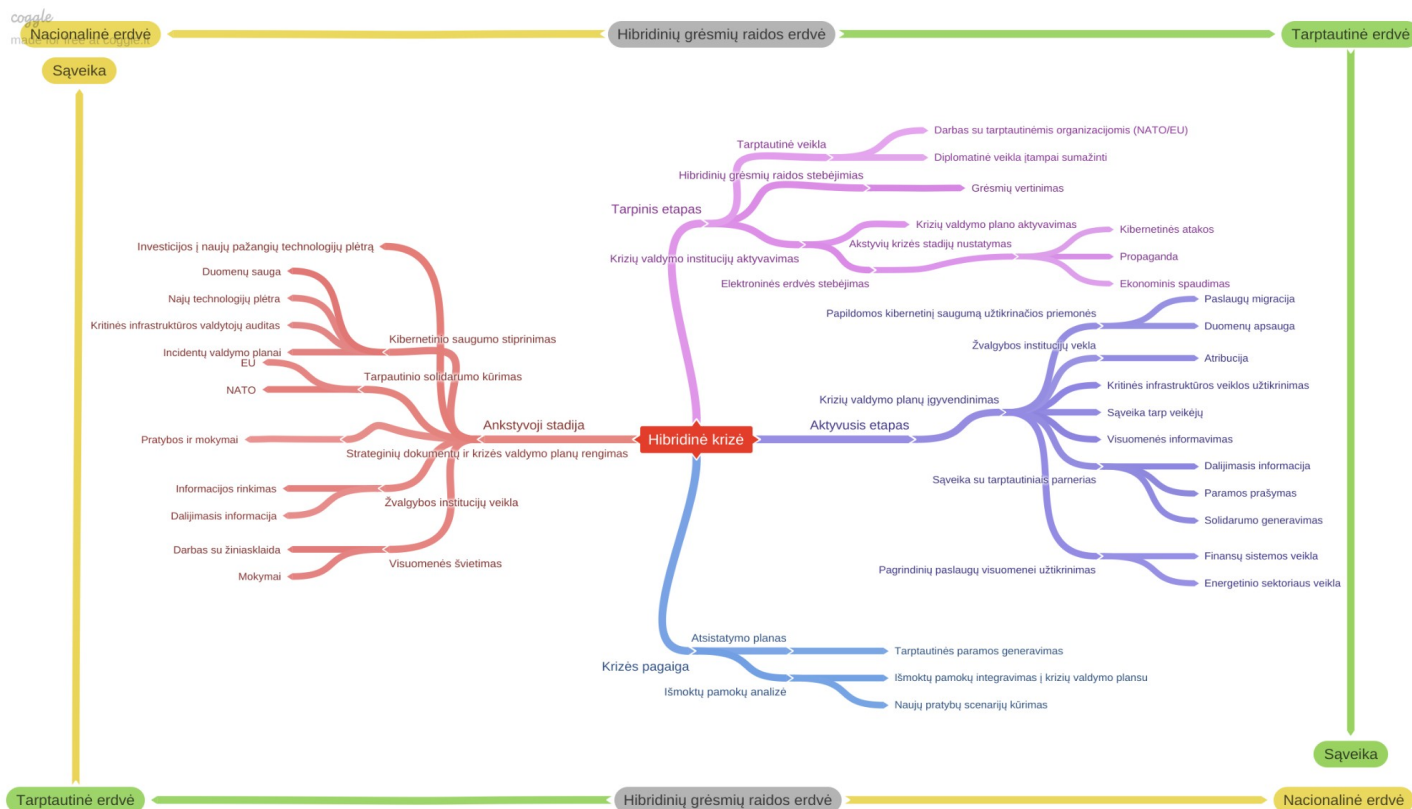 coggle
made for free at coggle.it
Nacionalinė erdvė
Hibridinių grėsmių raidos erdvė
Tarptautinė erdvė
Sąveika
Tarpinis etapas
Tarptautinė veikla
Darbas su tarptautinėmis organizacijomis (NATO/EU)
Diplomatinė veikla įtampai sumažinti
Hibridinių grėsmių raidos stebėjimias
Grėsmių vertinimas
Krizių valdymo institucijų aktyvavimas
Krizių valdymo plano aktyvavimas
Elektroninės erdvės stebėjimas
Akstyvių krizės stadijų nustatymas
Kibernetinės atakos
Propaganda
Ekonominis spaudimas
Investicijos į naujų pažangių technologijų plėtrą
Duomenų sauga
Najų technologijų plėtra
Kritinės infrastruktūros valdytojų auditas
Incidentų valdymo planai
Kibernetinio saugumo stiprinimas
EU
NATO
Tarpautinio solidarumo kūrimas
Ankstyvoji stadija
Pratybos ir mokymai
Strateginių dokumentų ir krizės valdymo planų rengimas
Informacijos rinkimas
Dalijimasis informacija
Žvalgybos institucijų veikla
Darbas su žiniasklaida
Mokymai
Visuomenės švietimas
Hibridinė krizė
Aktyvusis etapas
Krizių valdymo planų įgyvendinimas
Papildomos kibernetinį saugumą užtikrinačios priemonės
Paslaugų migracija
Duomenų apsauga
Žvalgybos institucijų vekla
Atribucija
Kritinės infrastruktūros veiklos užtikrinimas
Sąveika tarp veikėjų
Visuomenės informavimas
Sąveika su tarptautiniais parnerias
Dalijimasis informacija
Paramos prašymas
Solidarumo generavimas
Pagrindinių paslaugų visuomenei užtikrinimas
Finansų sistemos veikla
Energetinio sektoriaus veikla
Krizės pagaiga
Atsistatymo planas
Tarptautinės paramos generavimas
Išmoktų pamokų analizė
Išmoktų pamokų integravimas į krizių valdymo plansu
Naujų pratybų scenarijų kūrimas
Sąveika
Tarptautinė erdvė
Hibridinių grėsmių raidos erdvė
Nacionalinė erdvė